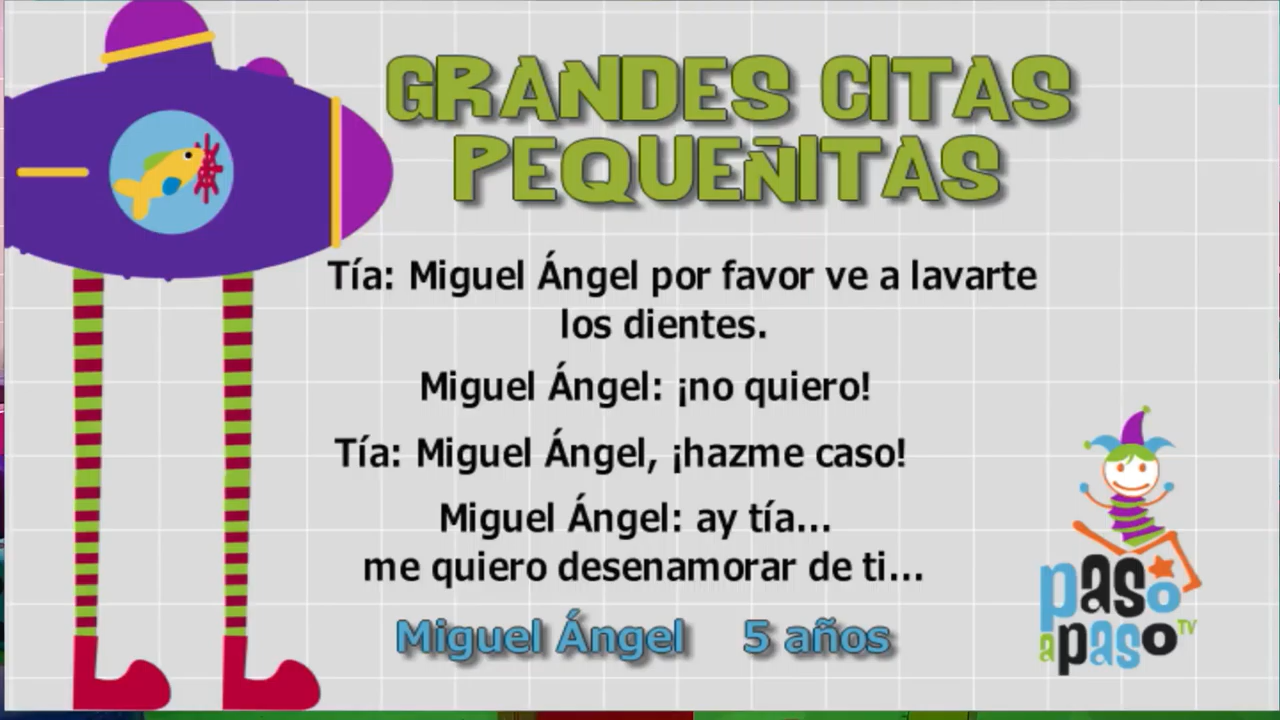 GRANDES CITAS
PEQUEÑITAS
Tía: Miguel Ángel por favor ve a lavarte
los dientes.
Miguel Ángel: ¡no quiero!
Tía: Miguel Ángel, ¡hazme caso!
Miguel Ángel: ay tía...
me quiero desenamorar de ti...
Miguel Ángel 5 años
paso
a paso TV